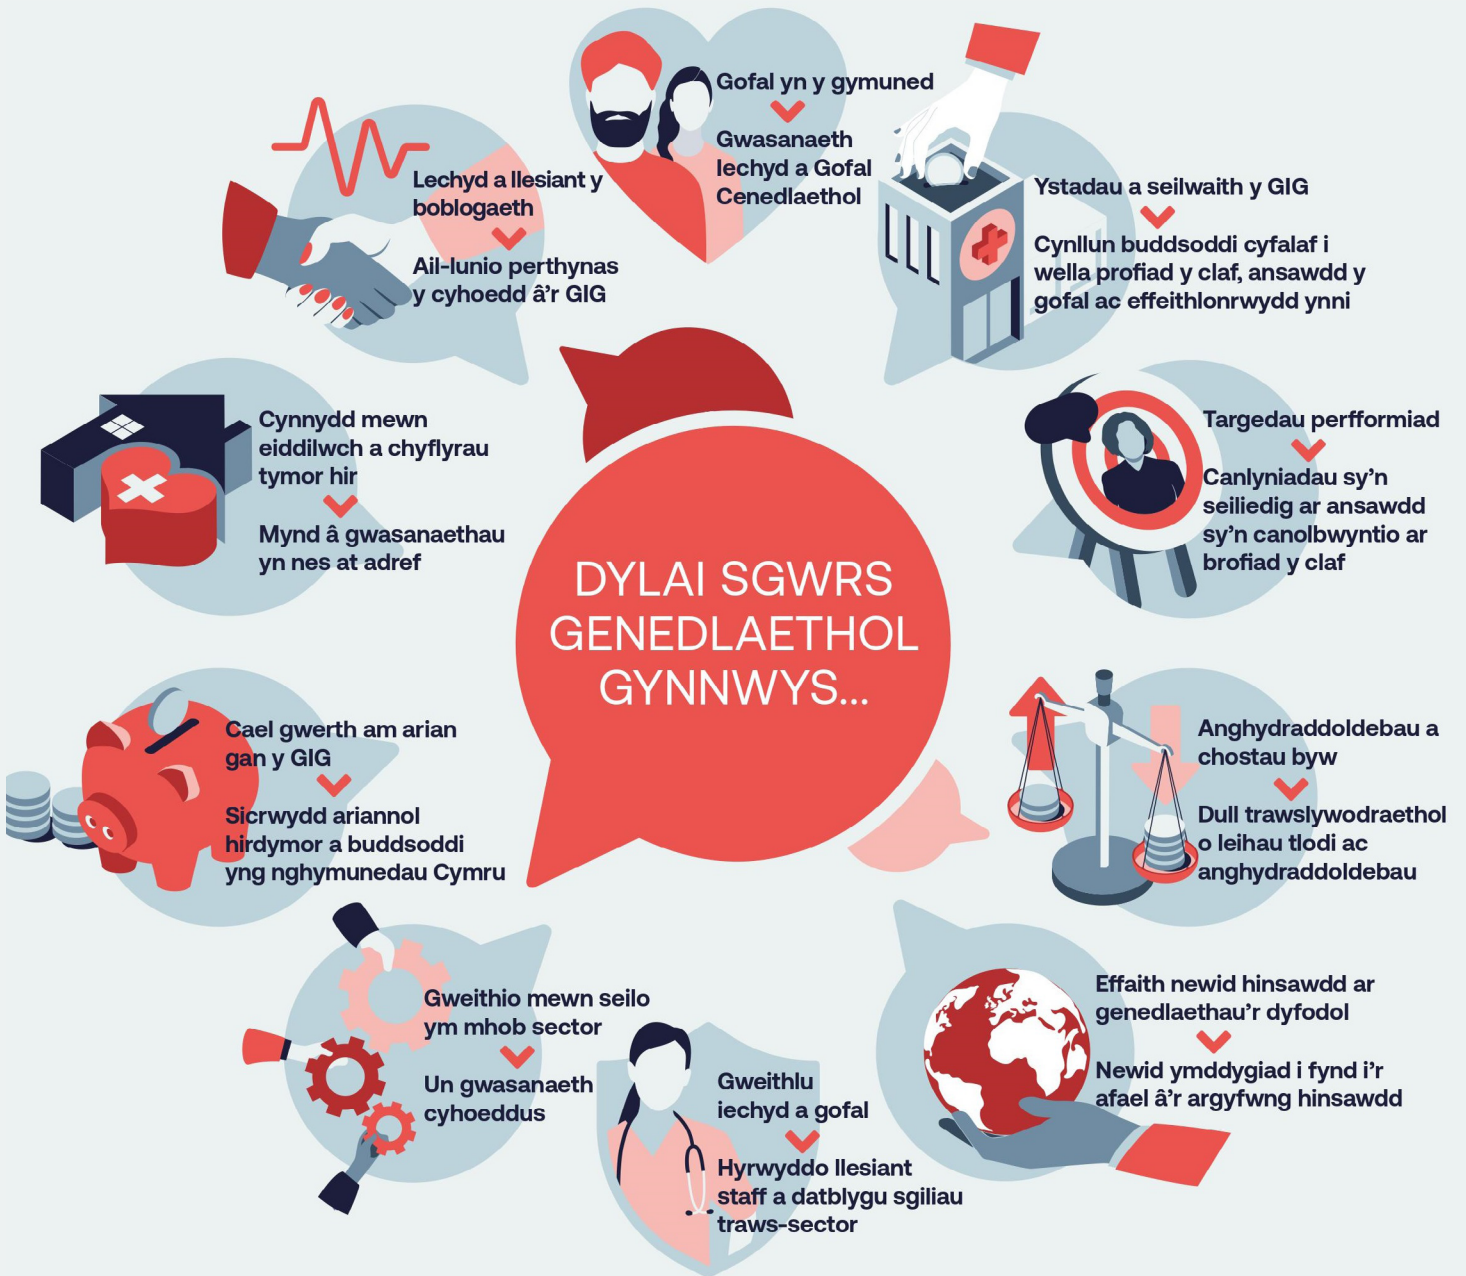 Gofal yn y gymuned
Gwasanaeth
Iechyd a Gofal
Cenedlaethol
Ystadau a seilwaith y GIG
Cynllun buddsoddi cyfalaf i
wella profiad y claf, ansawdd y
gofal ac effeithlonrwydd ynni
Targedau perfformiad
Canlyniadau sy’n
seiliedig ar ansawdd
sy’n canolbwyntio ar
brofiad y claf
Anghydraddoldebau a
chostau byw
Dull trawslywodraethol
o leihau tlodi ac
anghydraddoldebau
Effaith newid hinsawdd ar
genedlaethau’r dyfodol
Newid ymddygiad i fynd i’r
afael â’r argyfwng hinsawdd
Gweithlu
iechyd a gofal
Hyrwyddo llesiant
staff a datblygu sgiliau
traws-sector
Gweithio mewn seilo
ym mhob sector
Un gwasanaeth
cyhoeddus
Cael gwerth am arian
gan y GIG
Sicrwydd ariannol
hirdymor a buddsoddi
yng nghymunedau Cymru
Cynnydd mewn
eiddilwch a chyflyrau
tymor hir
Mynd â gwasanaethau
yn nes at adref
Lechyd a llesiant y
boblogaeth
Ail-lunio perthynas
y cyhoedd â’r GIG
DYLAI SGWRS
GENEDLAETHOL
GYNNWYS...